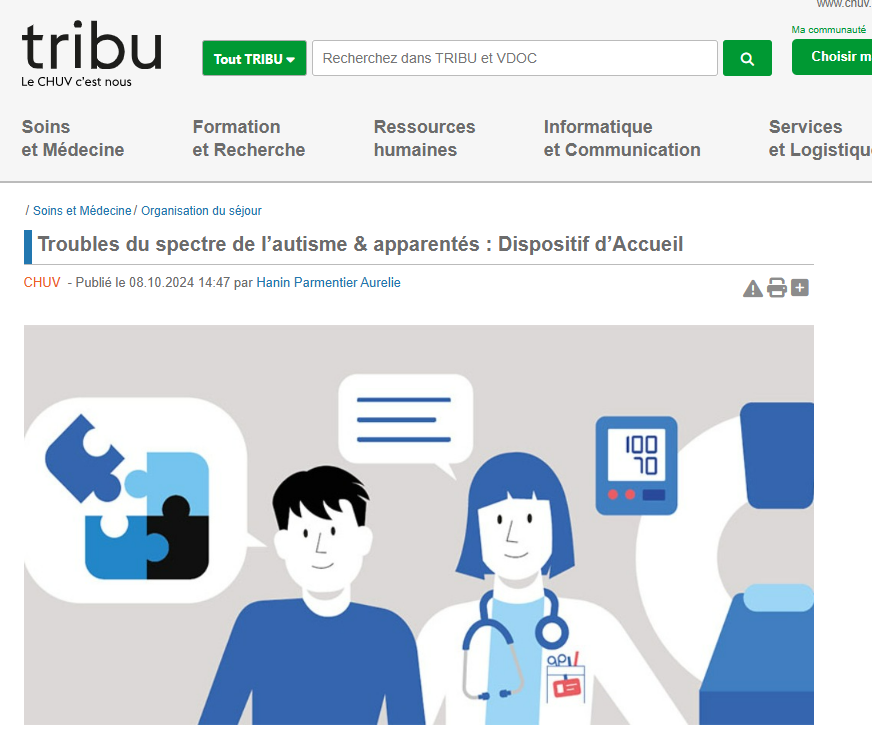 www.chuv.
tribu
Le CHUV c'est nous
Tout TRIBU
Recherchez dans TRIBU et VDOC
Ma communauté
Choisir m
Soins
et Médecine
Formation
et Recherche
Ressources
humaines
Informatique
et Communication
Services
et Logistiqu
/ Soins et Médecine / Organisation du séjour
Troubles du spectre de l’autisme & apparentés : Dispositif d’Accueil
CHUV - Publié le 08.10.2024 14:47 par Hanin Parmentier Aurelie
100
70